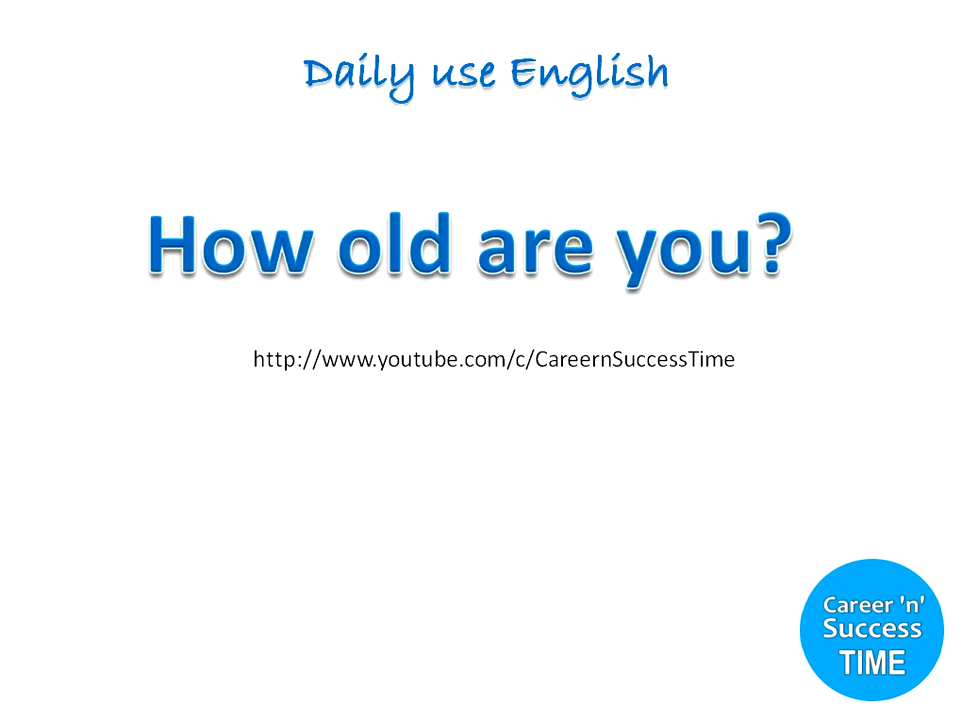 Daily use English
How old are you?
http://www.youtube.com/c/CareernSuccessTime
Career 'n'
Success
TIME